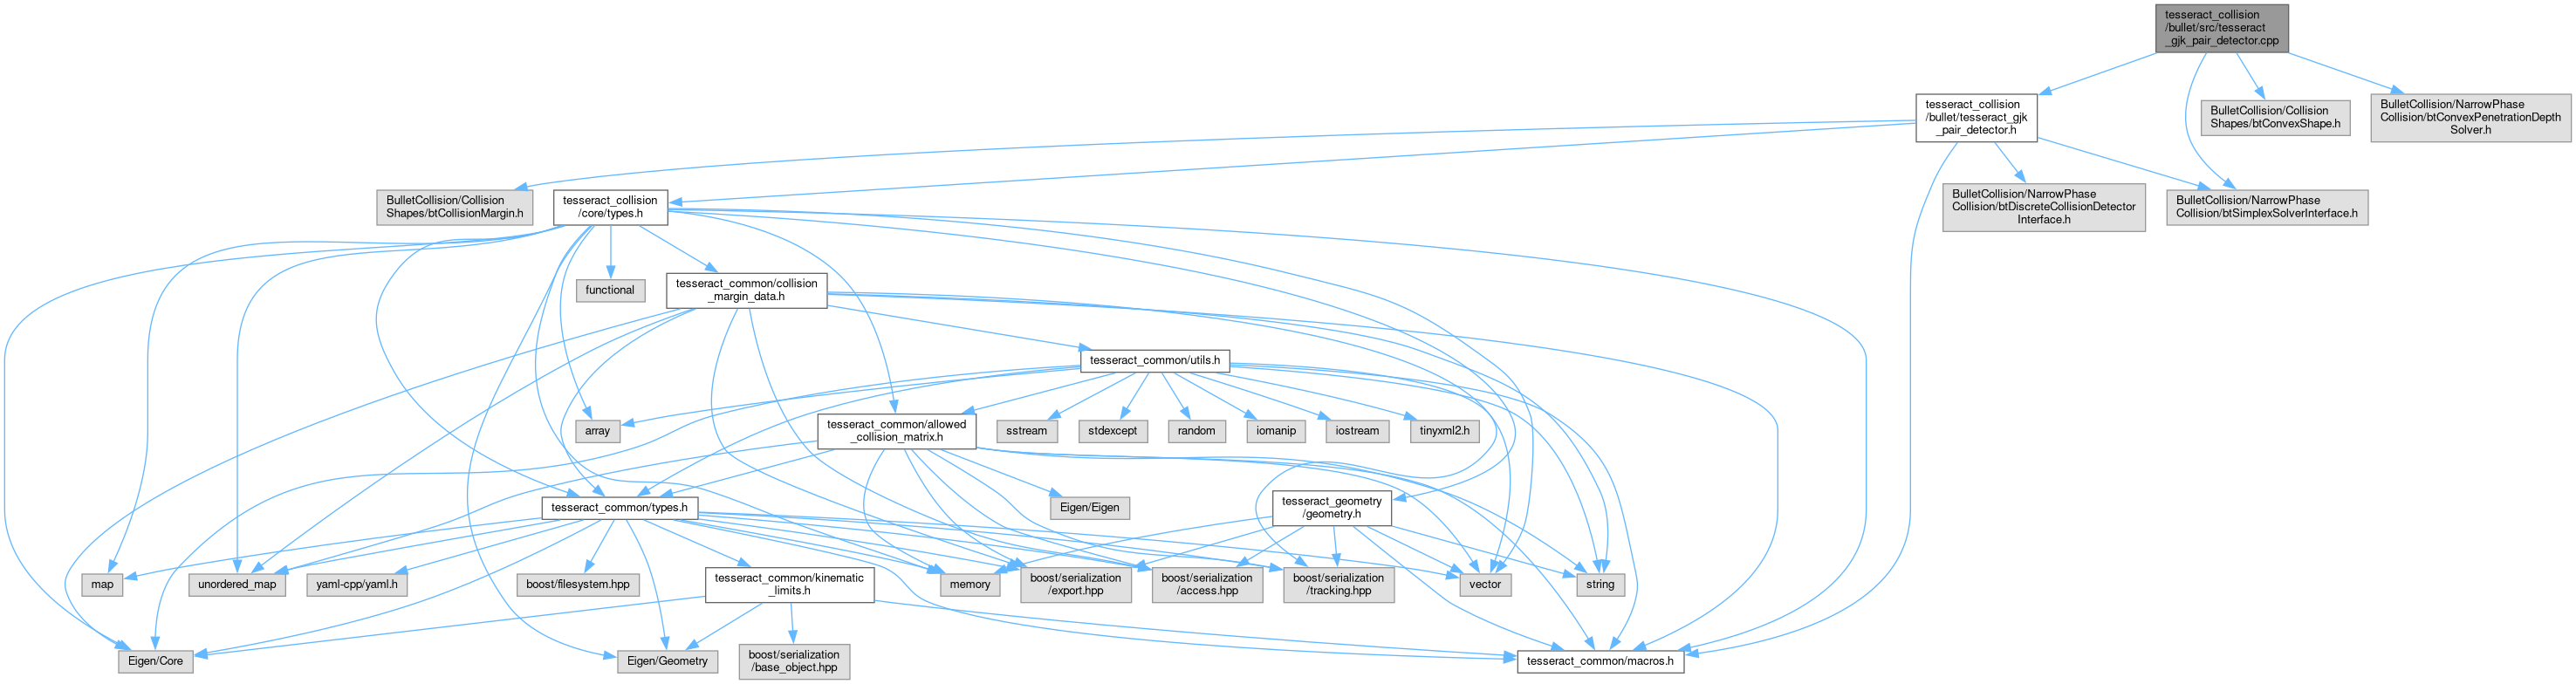 tesseract_collision
/bullet/src/tesseract
_gjk_pair_detector.cpp
tesseract_collision
/bullet/tesseract_gjk
_pair_detector.h
BulletCollision/Collision
Shapes/btConvexShape.h
BulletCollision/NarrowPhase
Collision/btConvexPenetrationDepth
Solver.h
BulletCollision/Collision
Shapes/btCollisionMargin.h
tesseract_collision
/core/types.h
BulletCollision/NarrowPhase
Collision/btDiscreteCollisionDetector
Interface.h
BulletCollision/NarrowPhase
Collision/btSimplexSolverInterface.h
functional
tesseract_common/collision
_margin_data.h
tesseract_common/utils.h
array
tesseract_common/allowed
_collision_matrix.h
sstream
stdexcept
random
iomanip
iostream
tinyxml2.h
tesseract_common/types.h
Eigen/Eigen
tesseract_geometry
/geometry.h
map
unordered_map
yaml-cpp/yaml.h
boost/filesystem.hpp
tesseract_common/kinematic
_limits.h
memory
boost/serialization
/export.hpp
boost/serialization
/access.hpp
boost/serialization
/tracking.hpp
vector
string
Eigen/Core
Eigen/Geometry
boost/serialization
/base_object.hpp
tesseract_common/macros.h